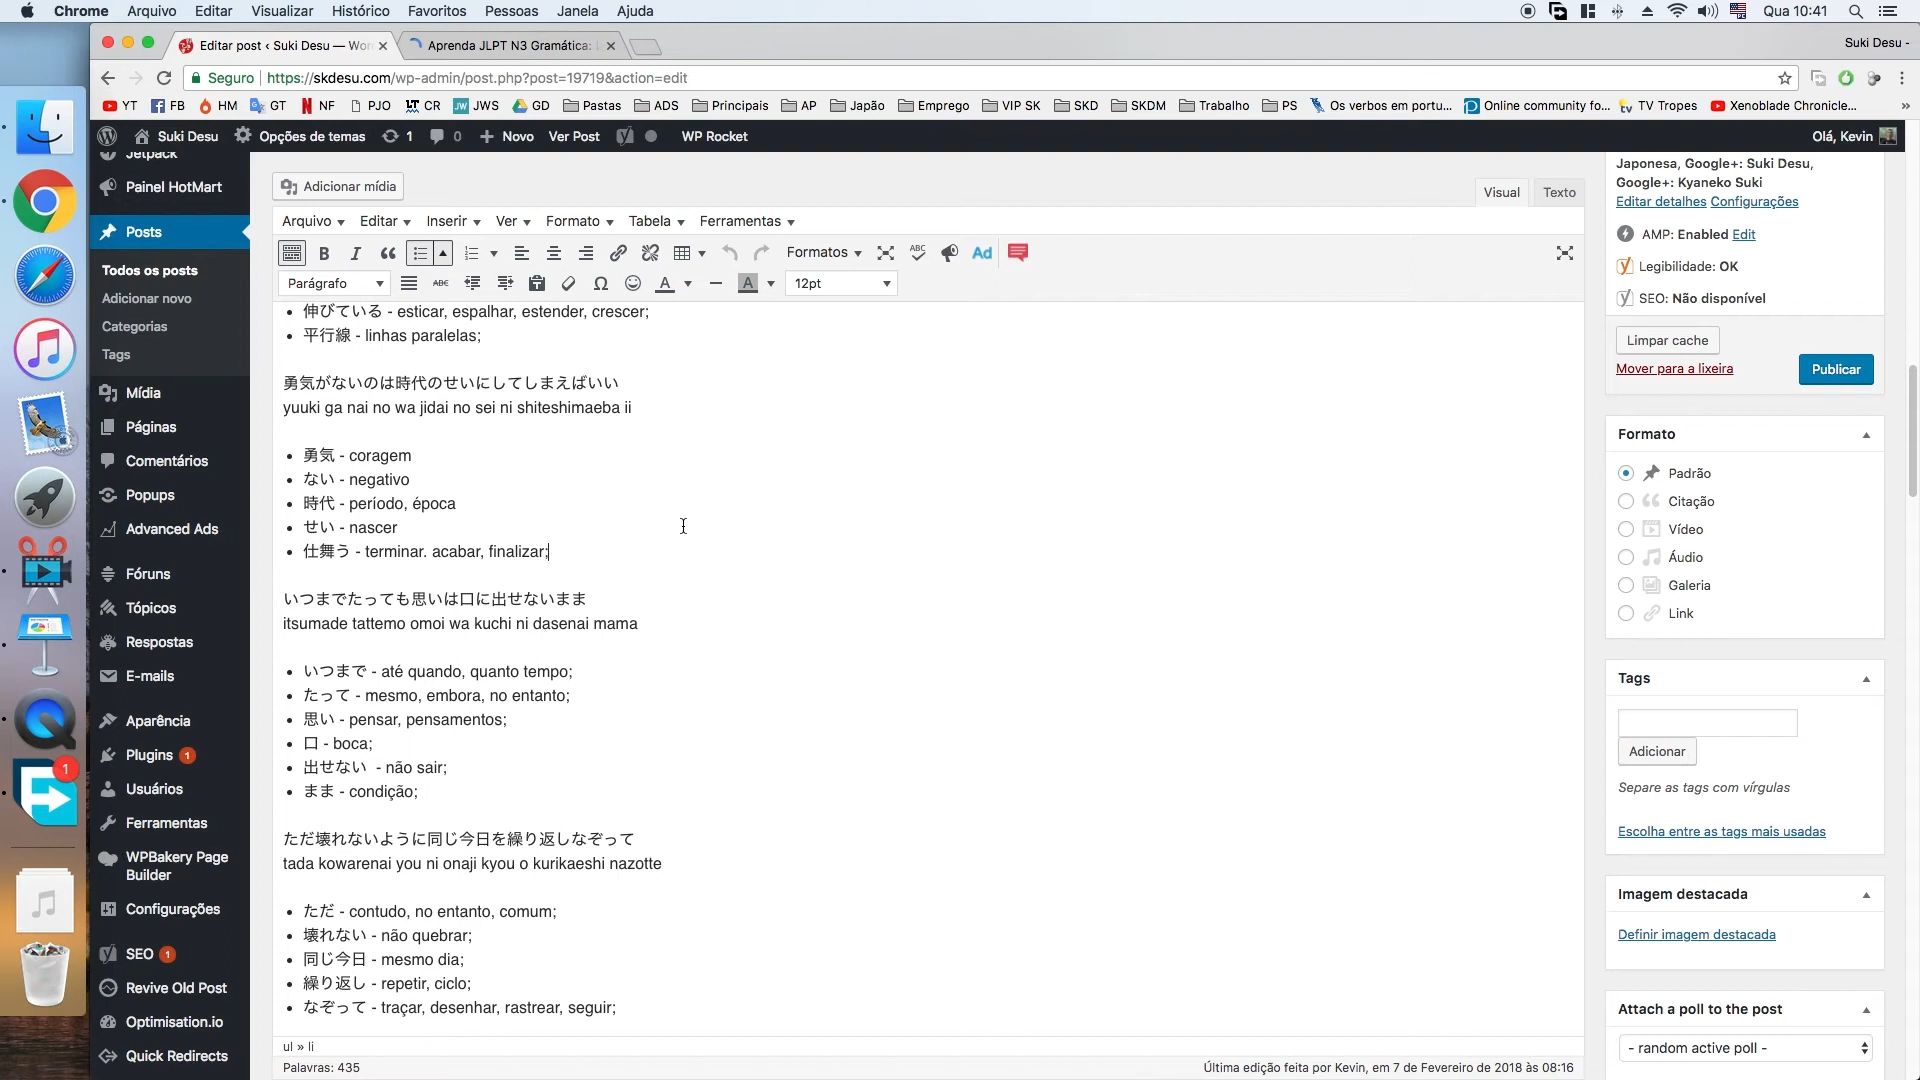 Chrome Arquivo Editar Visualizar Histórico Favoritos Pessoas Janela Ajuda
Qua 10:41
Editar post ‹ Suki Desu — Wor
Aprenda JLPT N3 Gramática:
Suki Desu -
Seguro https://skdesu.com/wp-admin/post.php?post=19719&action=edit
YT FB HM GT NF PJO CR JWS GD Pastas ADS Principais AP Japão Emprego VIP SK SKD SKDM Trabalho PS Os verbos em portu... Online community fo... TV Tropes Xenoblade Chronicle...
Suki Desu Opções de temas 1 0 Novo Ver Post WP Rocket
Olá, Kevin
Jetpack
Painel HotMart
Posts
Todos os posts
Adicionar novo
Categorias
Tags
Mídia
Páginas
Comentários
Popups
Advanced Ads
Fóruns
Tópicos
Respostas
E-mails
Aparência
Plugins 1
Usuários
Ferramentas
WPBakery Page
Builder
Configurações
SEO 1
Revive Old Post
Optimisation.io
Quick Redirects
1
Adicionar mídia
Visual Texto
Arquivo Editar Inserir Ver Formato Tabela Ferramentas
B I Formatos ABC Ad
Parágrafo ABC Ω A A 12pt
伸びている - esticar, espalhar, estender, crescer;
平行線 - linhas paralelas;
勇気がないのは時代のせいにしてしまえばいい
yuuki ga nai no wa jidai no sei ni shiteshimaeba ii
勇気 - coragem
ない - negativo
時代 - período, época
せい - nascer
仕舞う - terminar. acabar, finalizar;
いつまでたっても思いは口に出せないまま
itsumade tattemo omoi wa kuchi ni dasenai mama
いつまで - até quando, quanto tempo;
たって - mesmo, embora, no entanto;
思い - pensar, pensamentos;
口 - boca;
出せない - não sair;
まま - condição;
ただ壊れないように同じ今日を繰り返しなぞって
tada kowarenai you ni onaji kyou o kurikaeshi nazotte
ただ - contudo, no entanto, comum;
壊れない - não quebrar;
同じ今日 - mesmo dia;
繰り返し - repetir, ciclo;
なぞって - traçar, desenhar, rastrear, seguir;
ul » li
Palavras: 435
Última edição feita por Kevin, em 7 de Fevereiro de 2018 às 08:16
Japonesa, Google+: Suki Desu,
Google+: Kyaneko Suki
Editar detalhes Configurações
AMP: Enabled Edit
Legibilidade: OK
SEO: Não disponível
Limpar cache
Mover para a lixeira
Publicar
Formato
Padrão
Citação
Vídeo
Áudio
Galeria
Link
Tags
Adicionar
Separe as tags com vírgulas
Escolha entre as tags mais usadas
Imagem destacada
Definir imagem destacada
Attach a poll to the post
- random active poll -